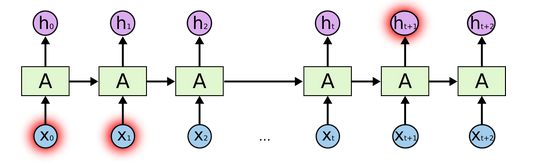 h₀ h₁ h₂ hₜ hₜ₊₁ hₜ₊₂
A A A A A A
x₀ x₁ x₂ ... xₜ xₜ₊₁ xₜ₊₂